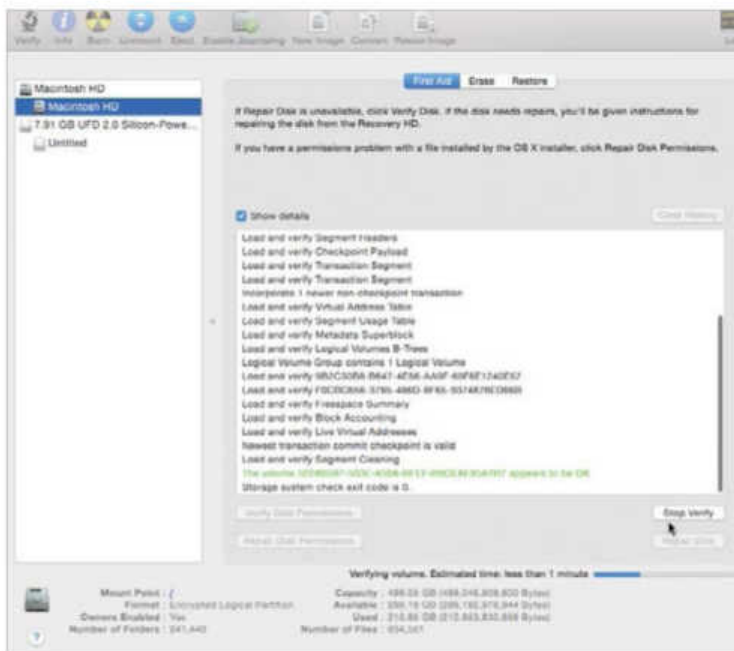 Verify Info Burn Unmount Eject Enable Journaling New Image Convert Resize Image
Macintosh HD
Macintosh HD
7.91 GB UFD 2.0 Silicon-Powe...
Untitled
First Aid Erase Restore
If Repair Disk is unavailable, click Verify Disk. If the disk needs repairs, you'll be given instructions for
repairing the disk from the Recovery HD.
If you have a permissions problem with a file installed by the OS X installer, click Repair Disk Permissions.
Show details
Clear History
Load and verify Segment Headers
Load and verify Checkpoint Payload
Load and verify Transaction Segment
Load and verify Transaction Segment
Incorporate 1 newer non-checkpoint transaction
Load and verify Virtual Address Table
Load and verify Segment Usage Table
Load and verify Metadata Superblock
Load and verify Logical Volumes B-Trees
Logical Volume Group contains 1 Logical Volume
Load and verify
Load and verify
Load and verify Freespace Summary
Load and verify Block Accounting
Load and verify Live Virtual Addresses
Newest transaction commit checkpoint is valid
Load and verify Segment Cleaning
The volume appears to be OK
Storage system check exit code is 0.
Verify Disk Permissions
Stop Verify
Repair Disk Permissions
Repair Disk
Verifying volume. Estimated time: less than 1 minute
Mount Point : /
Capacity :
Format : Encrypted Logical Partition
Available :
Owners Enabled : Yes
Used :
Number of Folders :
Number of Files :
?